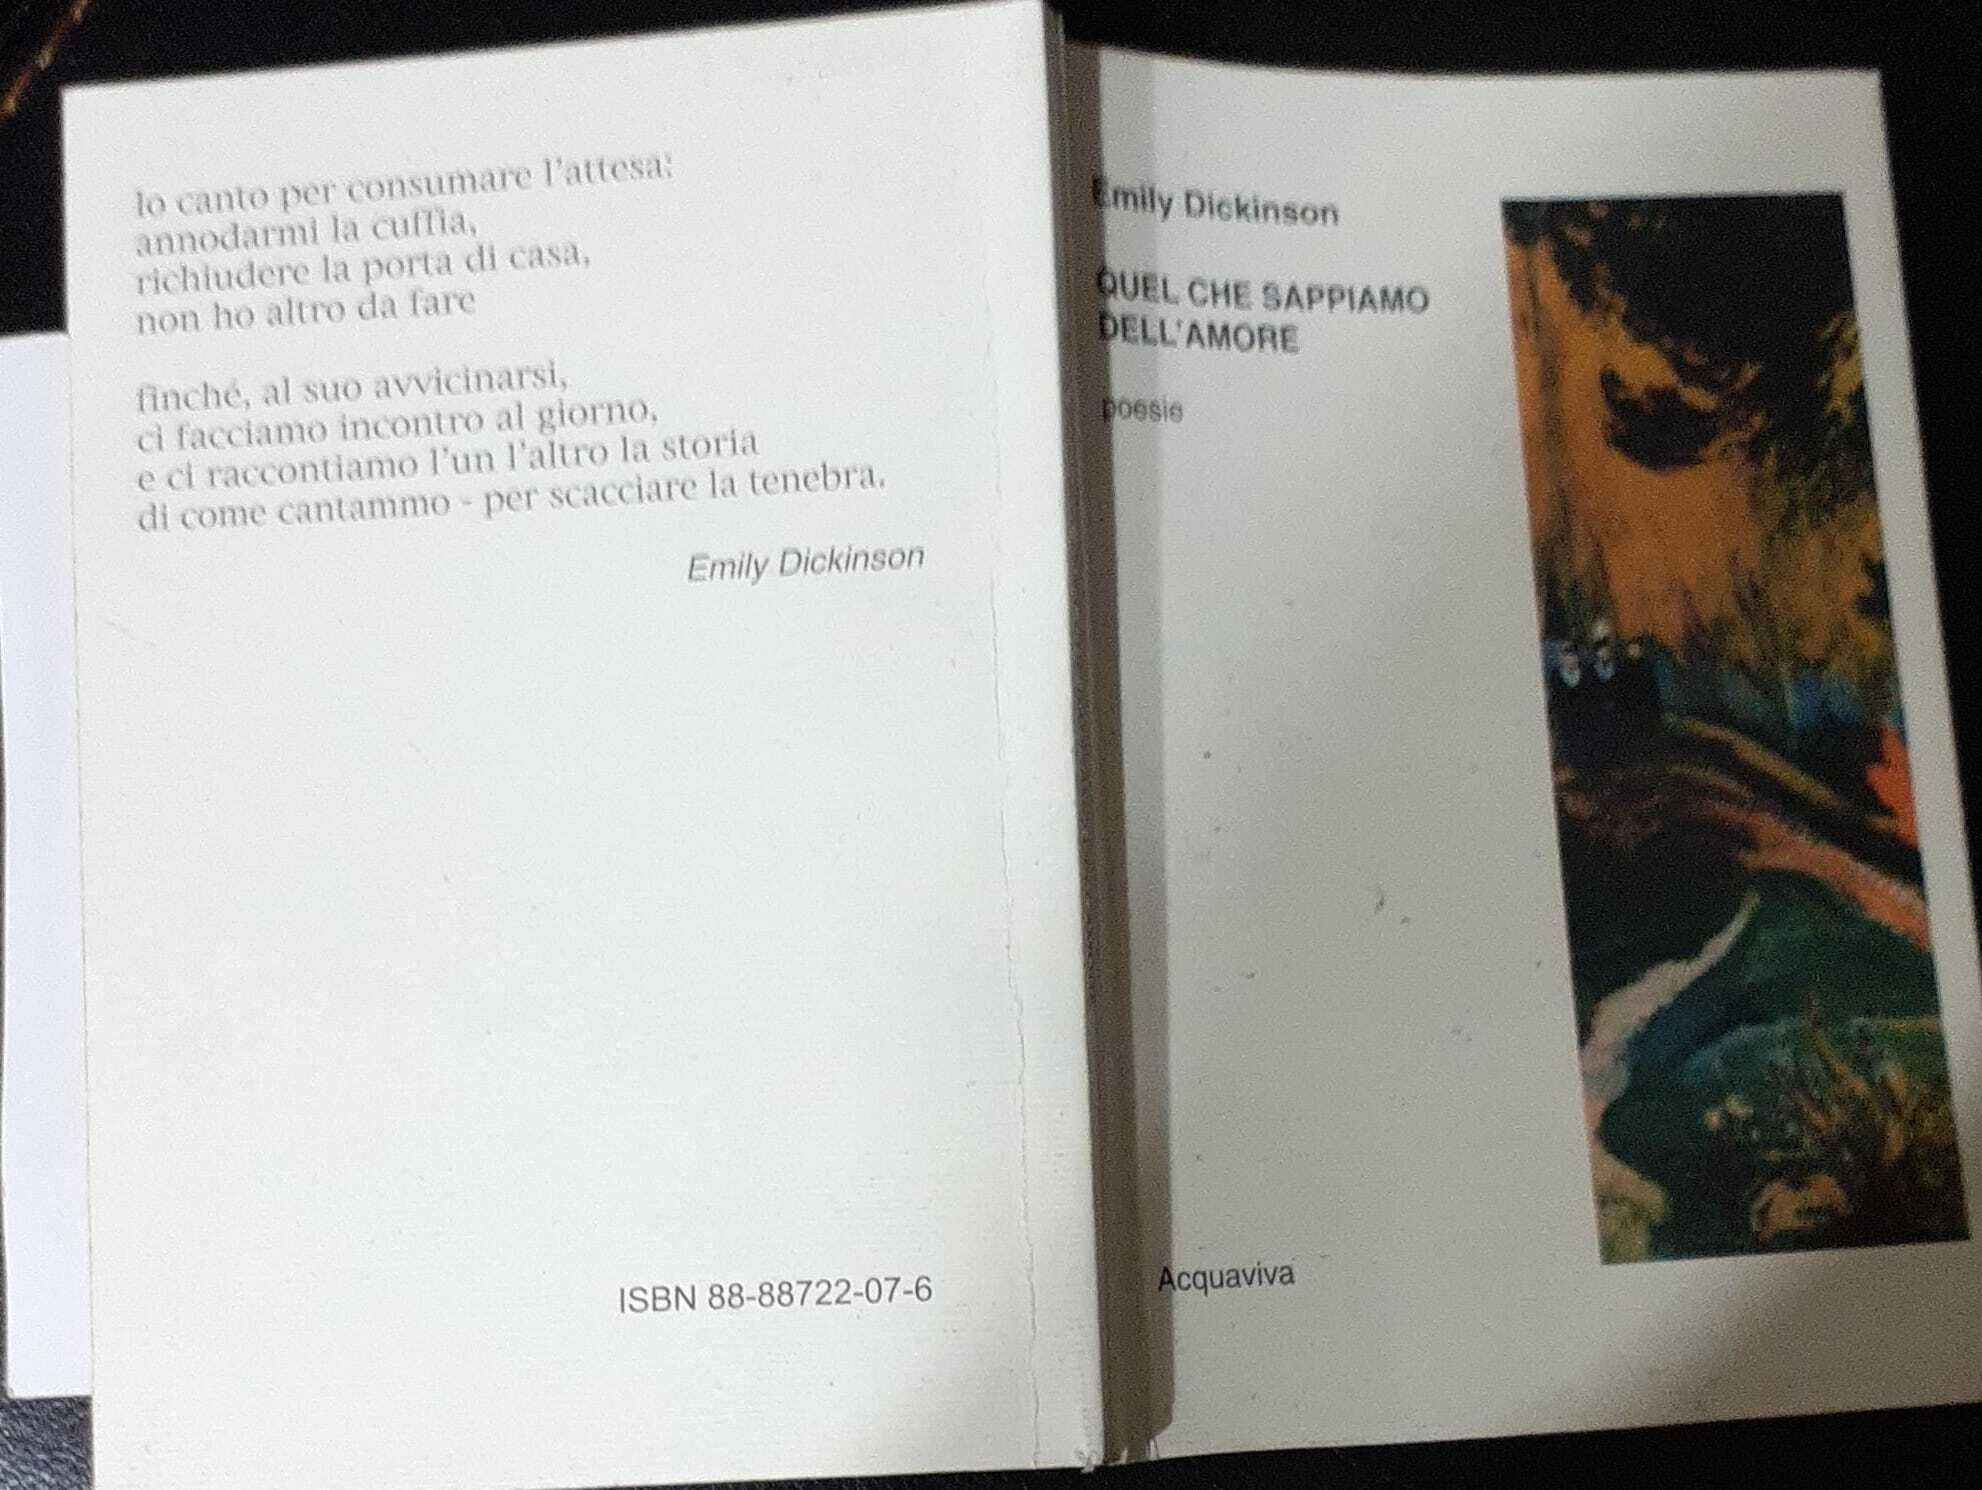 Io canto per consumare l'attesa:
annodarmi la cuffia,
richiudere la porta di casa,
non ho altro da fare
finché, al suo avvicinarsi,
ci facciamo incontro al giorno,
e ci raccontiamo l'un l'altro la storia
di come cantammo - per scacciare la tenebra.
Emily Dickinson
ISBN 88-88722-07-6
Emily Dickinson
QUEL CHE SAPPIAMO
DELL'AMORE
poesie
Acquaviva